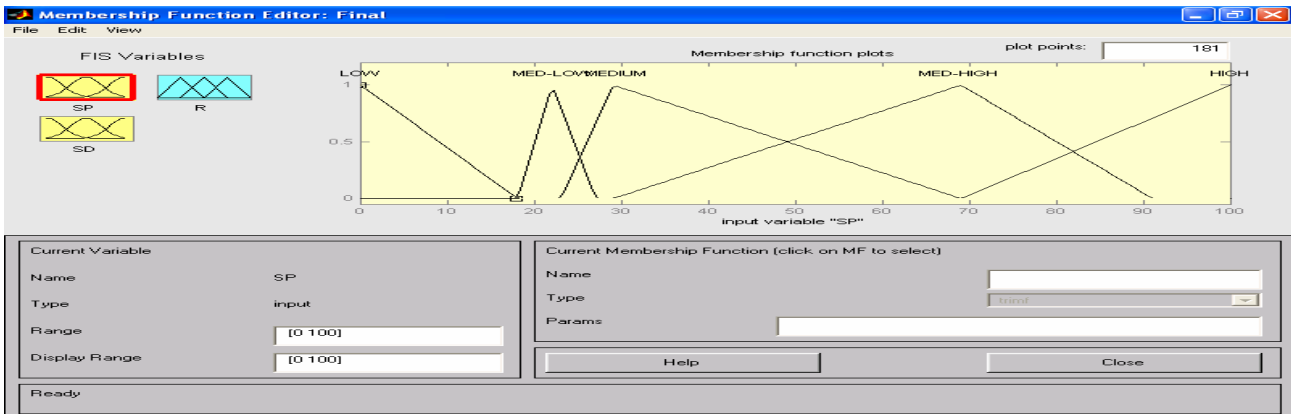 Membership Function Editor: Final
File Edit View
FIS Variables
SP
R
SD
Membership function plots
plot points:
181
LOW MED-LOW MEDIUM MED-HIGH HIGH
1
0.5
0
0 10 20 30 40 50 60 70 80 90 100
input variable "SP"
Current Variable
Name SP
Type input
Range [0 100]
Display Range [0 100]
Current Membership Function (click on MF to select)
Name
Type trimf
Params
Help
Close
Ready